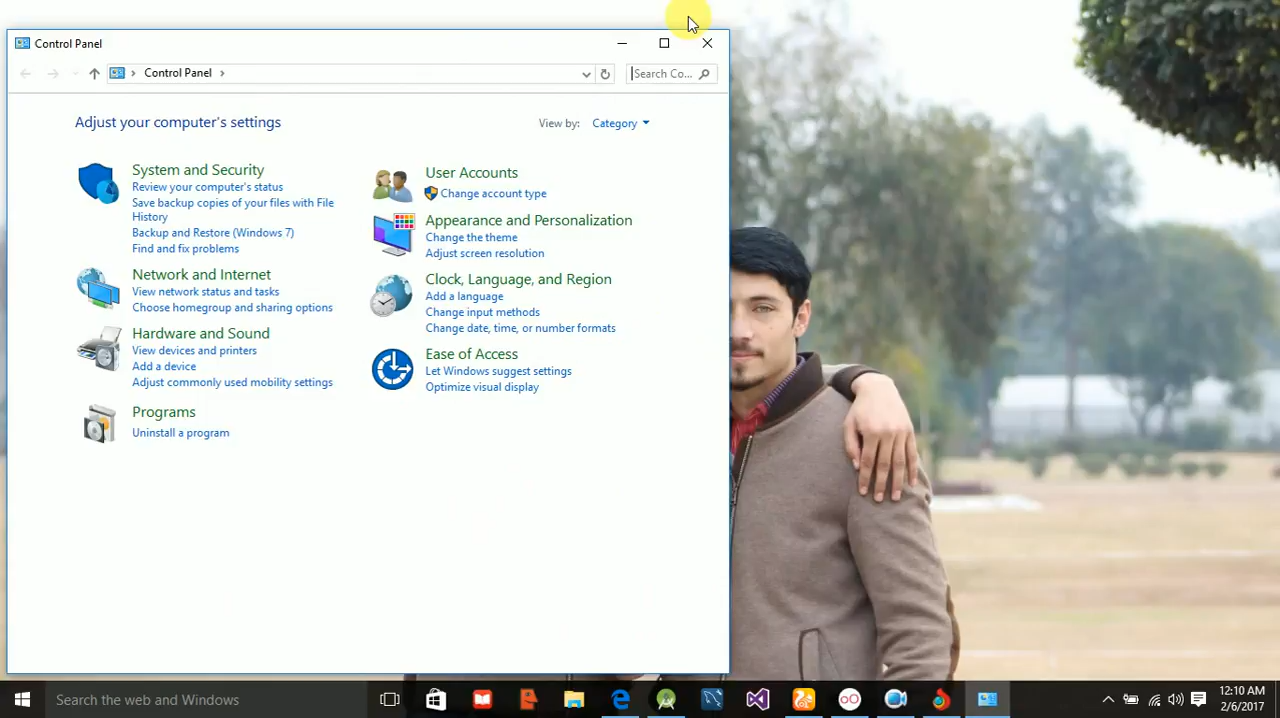 Control Panel
Control Panel
Search Co...
Adjust your computer's settings
View by: Category
System and Security
Review your computer's status
Save backup copies of your files with File
History
Backup and Restore (Windows 7)
Find and fix problems
Network and Internet
View network status and tasks
Choose homegroup and sharing options
Hardware and Sound
View devices and printers
Add a device
Adjust commonly used mobility settings
Programs
Uninstall a program
User Accounts
Change account type
Appearance and Personalization
Change the theme
Adjust screen resolution
Clock, Language, and Region
Add a language
Change input methods
Change date, time, or number formats
Ease of Access
Let Windows suggest settings
Optimize visual display
Search the web and Windows
12:10 AM
2/6/2017